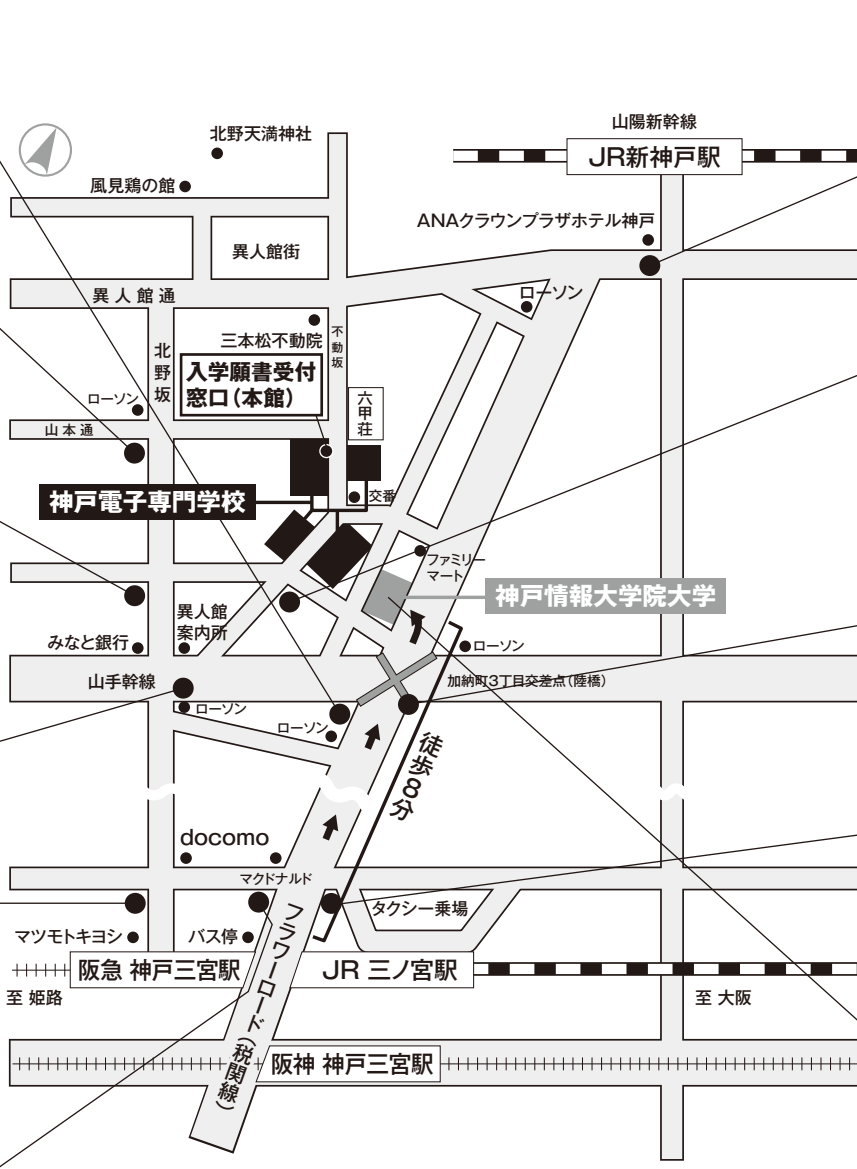 山陽新幹線
北野天満神社
JR新神戸駅
風見鶏の館
ANAクラウンプラザホテル神戸
異人館街
異人館通
ローソン
三本松不動院
不動坂
北野坂
入学願書受付
窓口(本館)
ローソン
六甲荘
山本通
神戸電子専門学校
交番
ファミリー
マート
神戸情報大学院大学
異人館
案内所
みなと銀行
ローソン
山手幹線
加納町3丁目交差点(陸橋)
ローソン
ローソン
徒歩8分
docomo
マクドナルド
フラワーロード(税関線)
タクシー乗場
マツモトキヨシ
バス停
阪急 神戸三宮駅
JR 三ノ宮駅
至 姫路
至 大阪
阪神 神戸三宮駅